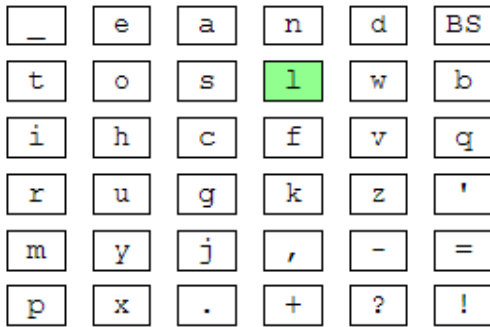 _ e a n d BS
t o s l w b
i h c f v q
r u g k z '
m y j , - =
p x . + ? !